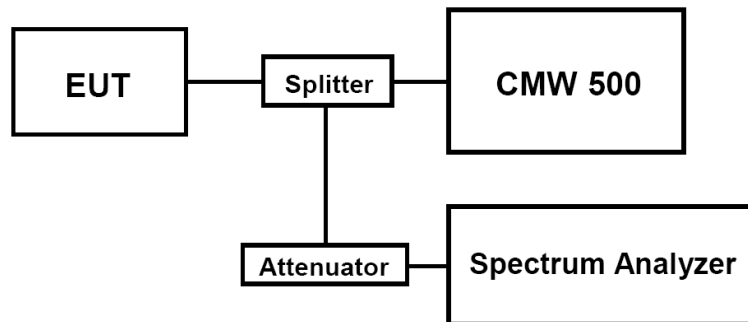 EUT
Splitter
CMW 500
Attenuator
Spectrum Analyzer